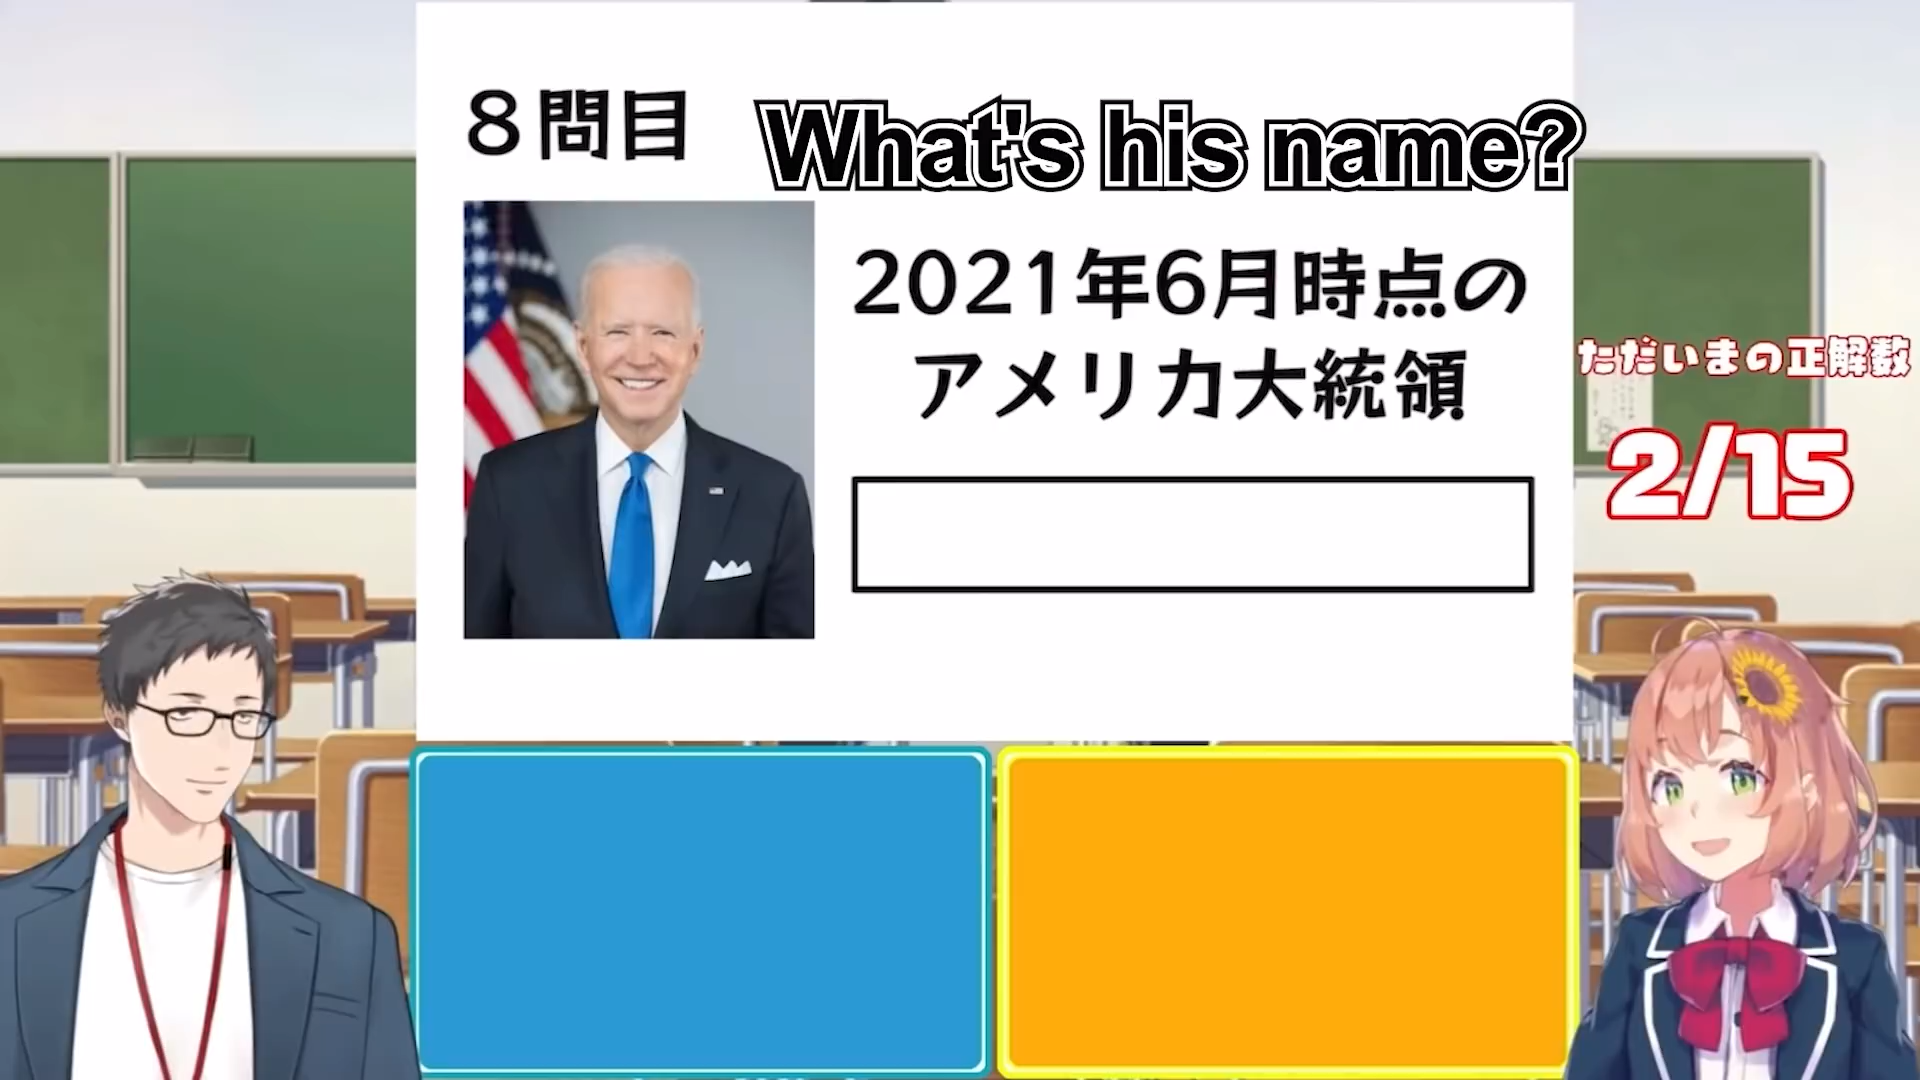 8問目
What's his name?
2021年6月時点の
アメリカ大統領
ただいまの正解数
2/15